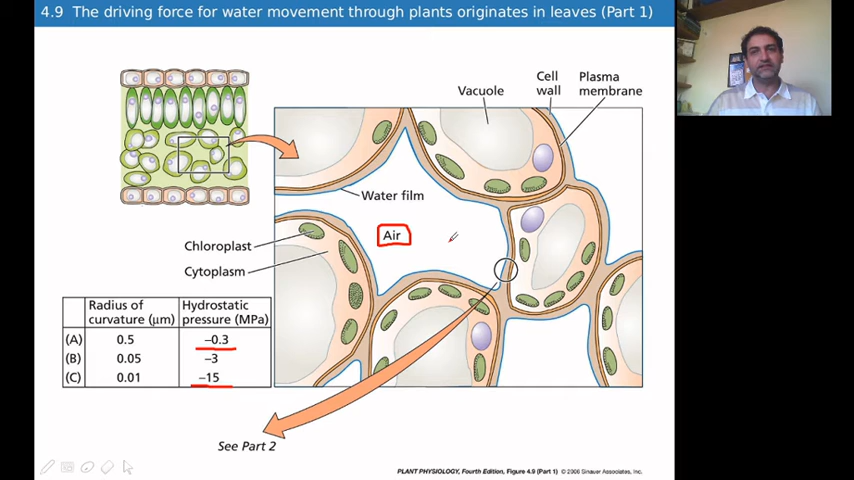 4.9 The driving force for water movement through plants originates in leaves (Part 1)
Vacuole
Cell
wall
Plasma
membrane
Water film
Air
Chloroplast
Cytoplasm
Radius of curvature (μm) Hydrostatic pressure (MPa)
(A) 0.5 –0.3
(B) 0.05 –3
(C) 0.01 –15
See Part 2
PLANT PHYSIOLOGY, Fourth Edition, Figure 4.9 (Part 1) © 2006 Sinauer Associates, Inc.